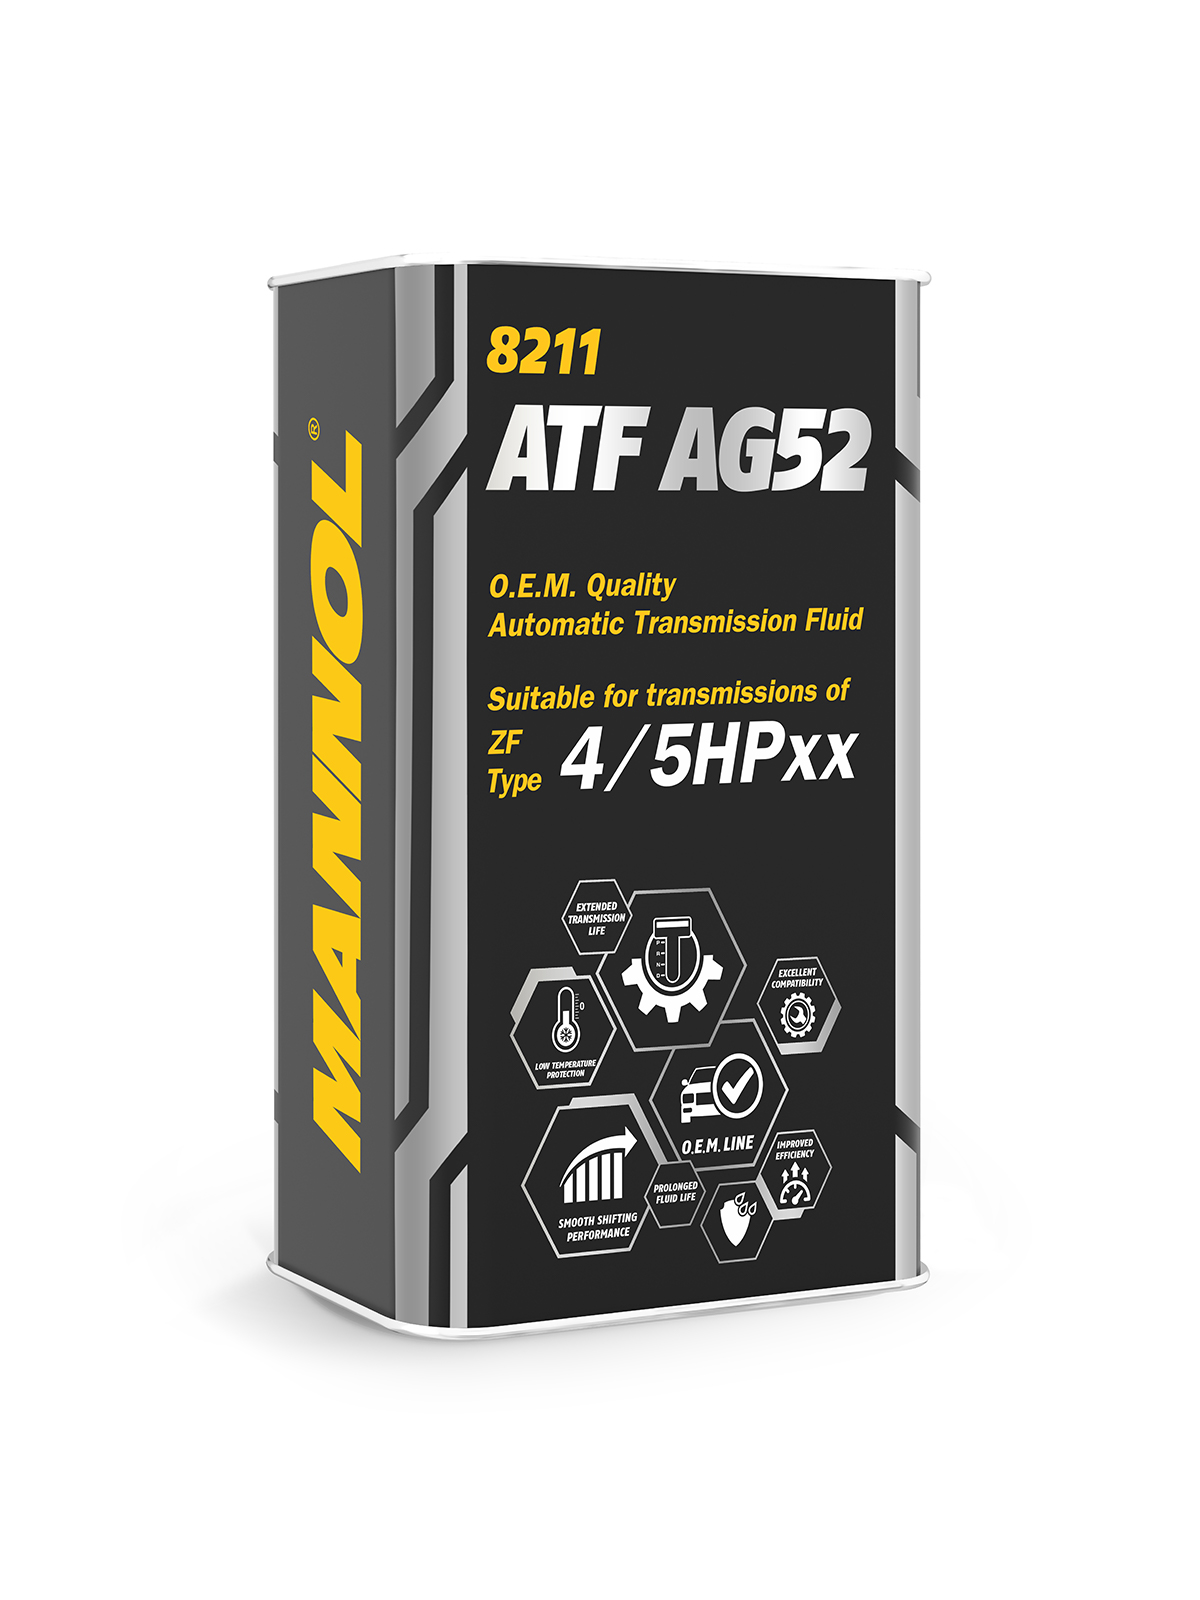 MANNOL®
8211
ATF AG52
O.E.M. Quality
Automatic Transmission Fluid
Suitable for transmissions of
ZF
Type
4/5HPxx
EXTENDED
TRANSMISSION
LIFE
P
R
N
D
EXCELLENT
COMPATIBILITY
0
LOW TEMPERATURE
PROTECTION
O.E.M. LINE
IMPROVED
EFFICIENCY
PROLONGED
FLUID LIFE
SMOOTH SHIFTING
PERFORMANCE